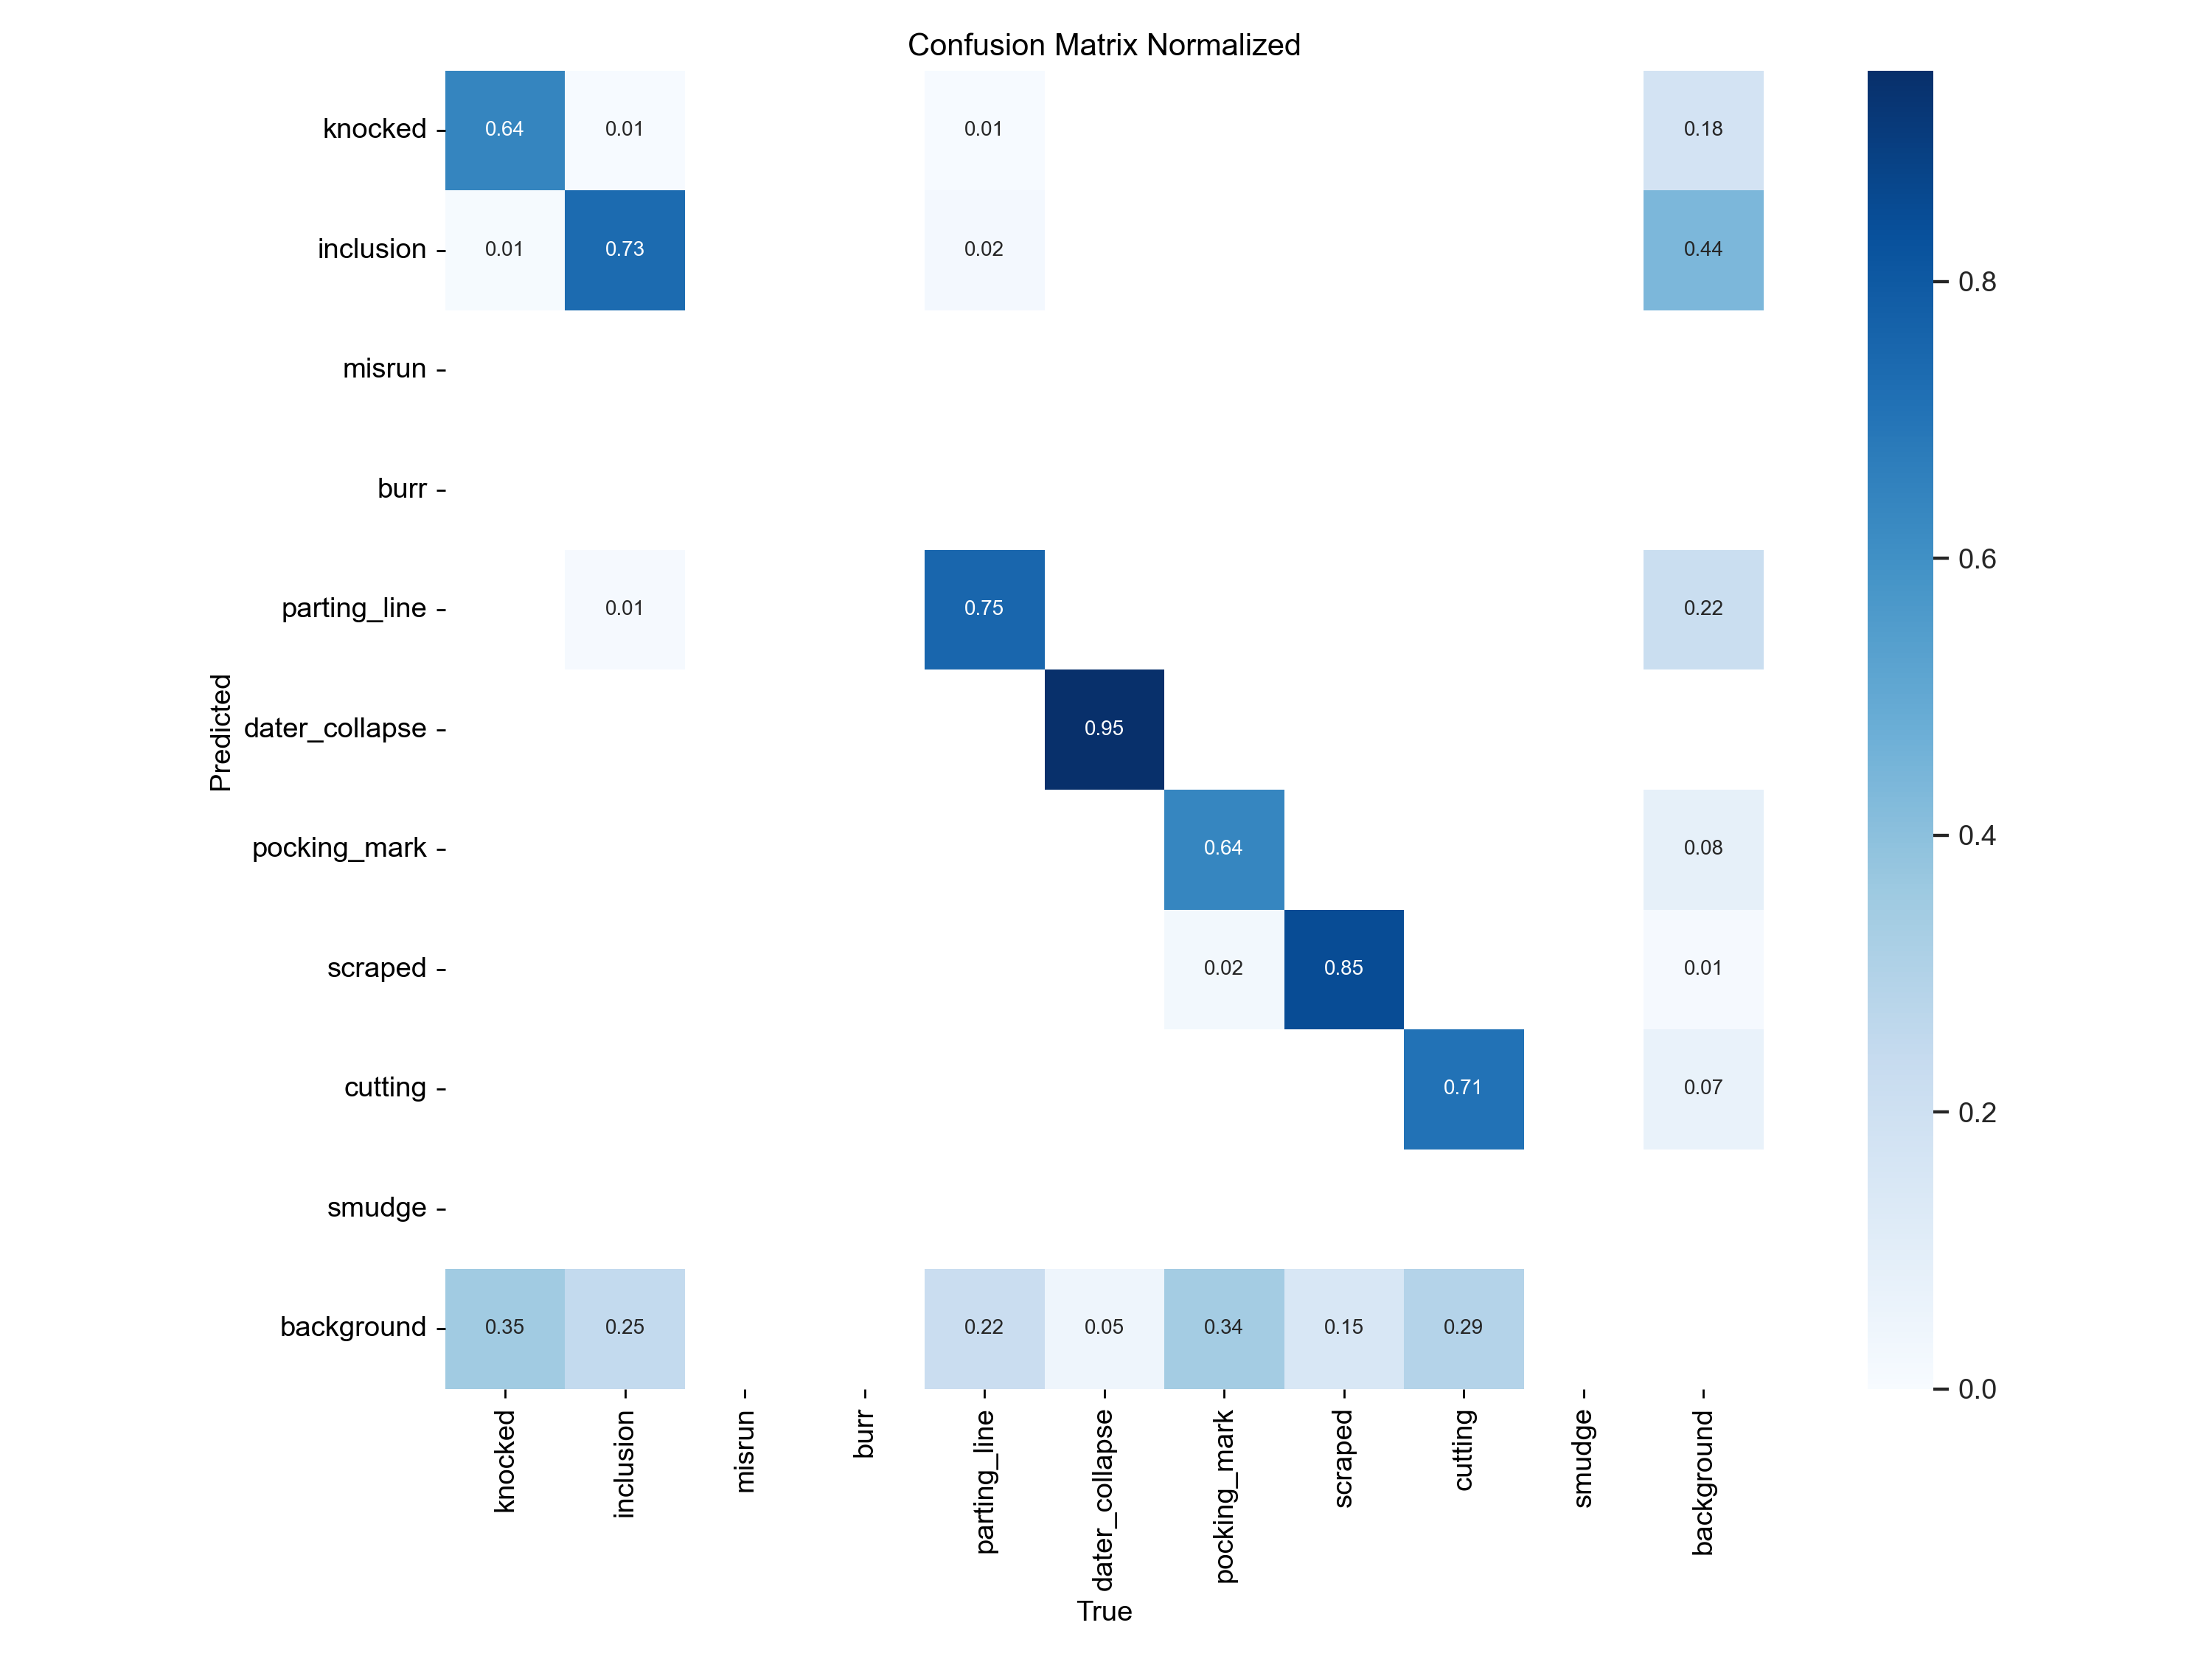 Confusion Matrix Normalized
knocked 0.64 0.01 0.01 0.18
inclusion 0.01 0.73 0.02 0.44
0.8
misrun
burr
0.6
parting_line 0.01 0.75 0.22
Predicted
dater_collapse 0.95
0.4
pocking_mark 0.64 0.08
scraped 0.02 0.85 0.01
cutting 0.71 0.07
0.2
smudge
background 0.35 0.25 0.22 0.05 0.34 0.15 0.29
0.0
knocked
inclusion
misrun
burr
parting_line
dater_collapse
pocking_mark
scraped
cutting
smudge
background
True